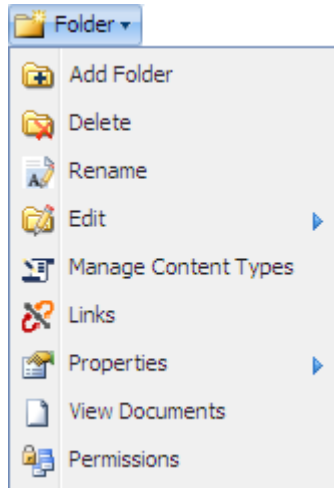 Folder
Add Folder
Delete
Rename
Edit
Manage Content Types
Links
Properties
View Documents
Permissions